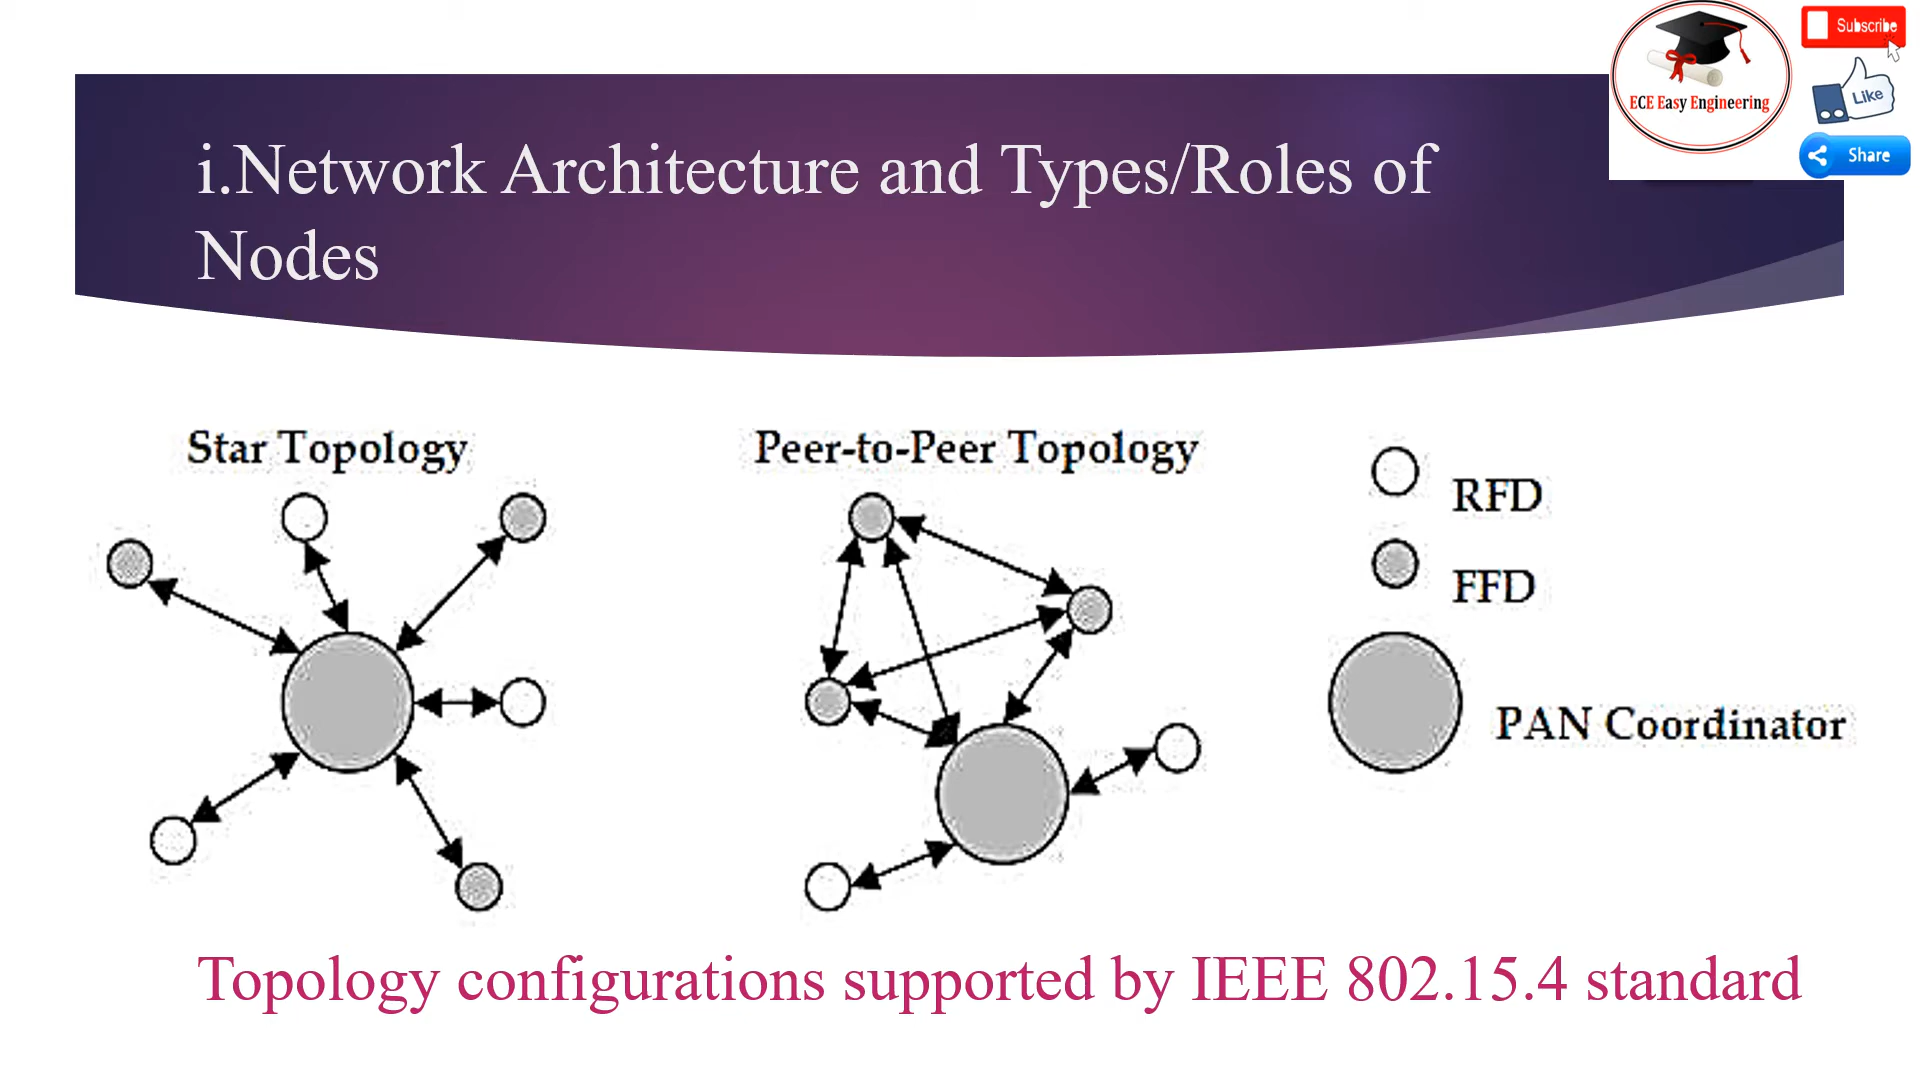 Subscribe
Like
Share
ECE Easy Engineering
i.Network Architecture and Types/Roles of
Nodes
Star Topology
Peer-to-Peer Topology
RFD
FFD
PAN Coordinator
Topology configurations supported by IEEE 802.15.4 standard